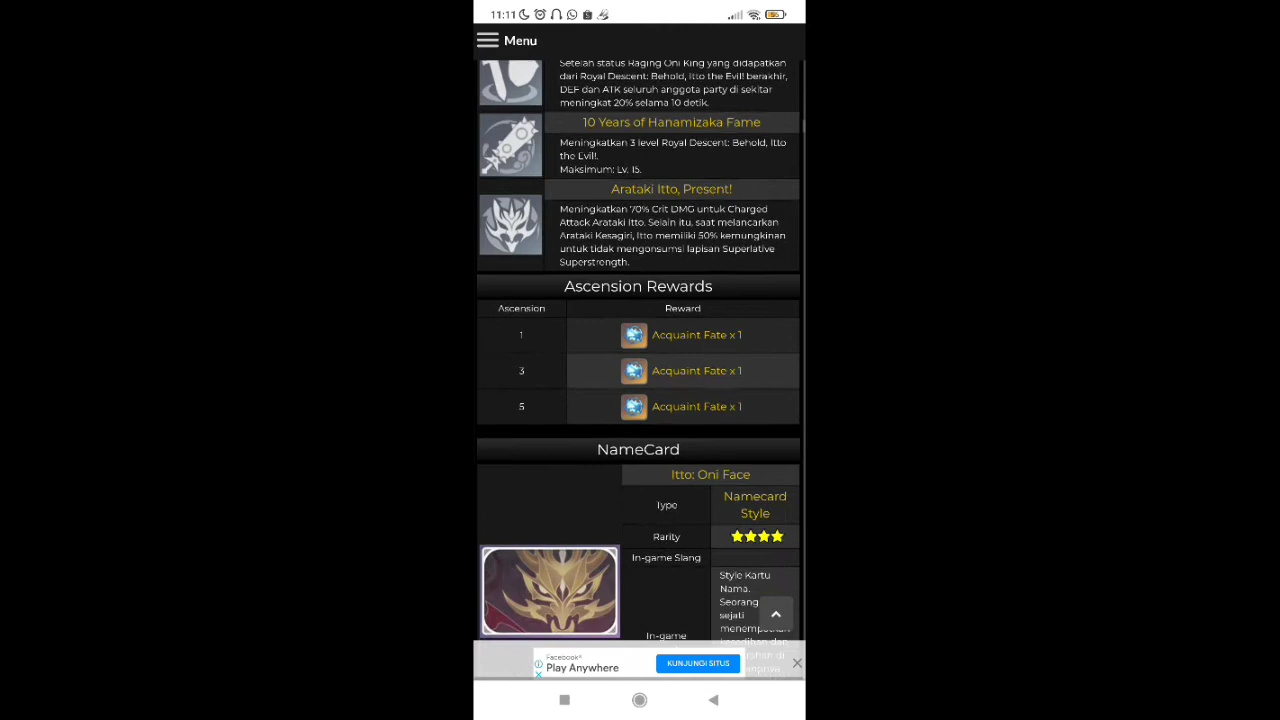 11:11
Menu
Setelah status Raging Oni King yang didapatkan
dari Royal Descent: Behold, Itto the Evil! berakhir,
DEF dan ATK seluruh anggota party di sekitar
meningkat 20% selama 10 detik.
10 Years of Hanamizaka Fame
Meningkatkan 3 level Royal Descent: Behold, Itto
the Evil!.
Maksimum: Lv. 15.
Arataki Itto, Present!
Meningkatkan 70% Crit DMG untuk Charged
Attack Arataki Itto. Selain itu, saat melancarkan
Arataki Kesagiri, Itto memiliki 50% kemungkinan
untuk tidak mengonsumsi lapisan Superlative
Superstrength.
Ascension Rewards
Ascension Reward
1 Acquaint Fate x 1
3 Acquaint Fate x 1
5 Acquaint Fate x 1
NameCard
Itto: Oni Face
Type Namecard
Style
Rarity
In-game Slang
Style Kartu
Nama.
Seorang
sejati
In-game
Facebook®
Play Anywhere
KUNJUNGI SITUS